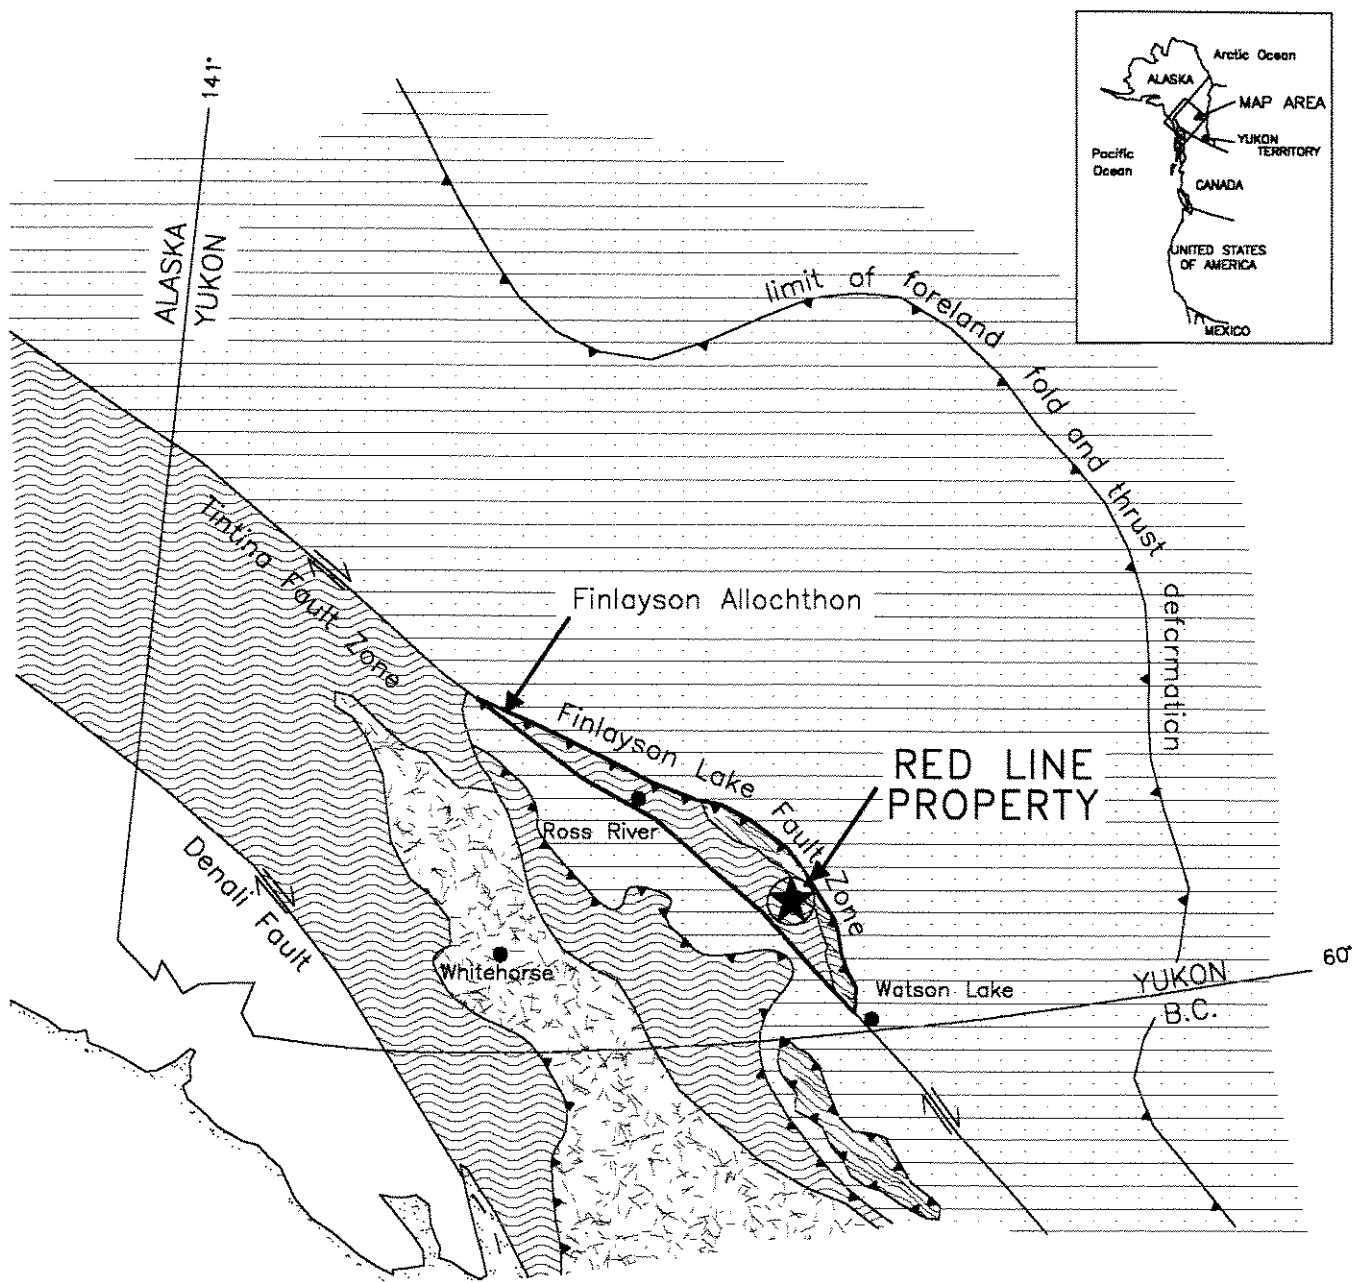 141°
ALASKA
YUKON
Arctic Ocean
ALASKA
MAP AREA
YUKON
TERRITORY
Pacific
Ocean
CANADA
UNITED STATES
OF AMERICA
MEXICO
limit of foreland fold and thrust deformation
Tintina Fault Zone
Finlayson Allochthon
Finlayson Lake Fault Zone
RED LINE
PROPERTY
Ross River
Denali Fault
Whitehorse
Watson Lake
60°
YUKON
B.C.